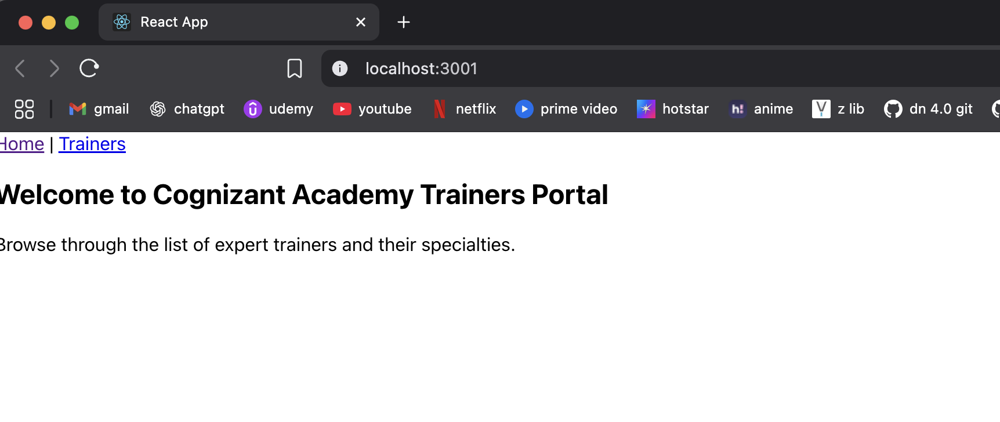 React App
localhost:3001
gmail chatgpt udemy youtube netflix prime video hotstar h! anime z lib dn 4.0 git
Home | Trainers
Welcome to Cognizant Academy Trainers Portal
Browse through the list of expert trainers and their specialties.